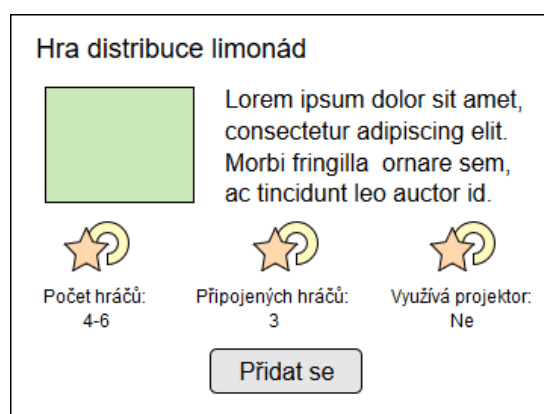 Hra distribuce limonád
Lorem ipsum dolor sit amet,
consectetur adipiscing elit.
Morbi fringilla ornare sem,
ac tincidunt leo auctor id.
Počet hráčů:
4-6
Připojených hráčů:
3
Využívá projektor:
Ne
Přidat se